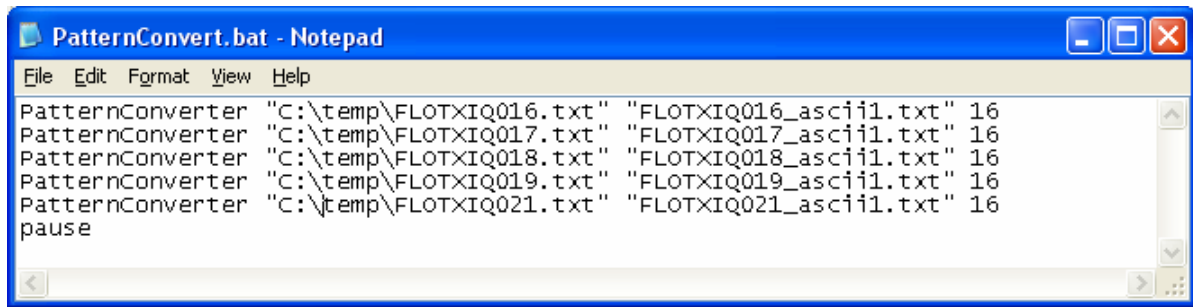 PatternConvert.bat - Notepad
File Edit Format View Help
PatternConverter "C:\temp\FLOTXIQ016.txt" "FLOTXIQ016_ascii1.txt" 16
PatternConverter "C:\temp\FLOTXIQ017.txt" "FLOTXIQ017_ascii1.txt" 16
PatternConverter "C:\temp\FLOTXIQ018.txt" "FLOTXIQ018_ascii1.txt" 16
PatternConverter "C:\temp\FLOTXIQ019.txt" "FLOTXIQ019_ascii1.txt" 16
PatternConverter "C:\temp\FLOTXIQ021.txt" "FLOTXIQ021_ascii1.txt" 16
pause